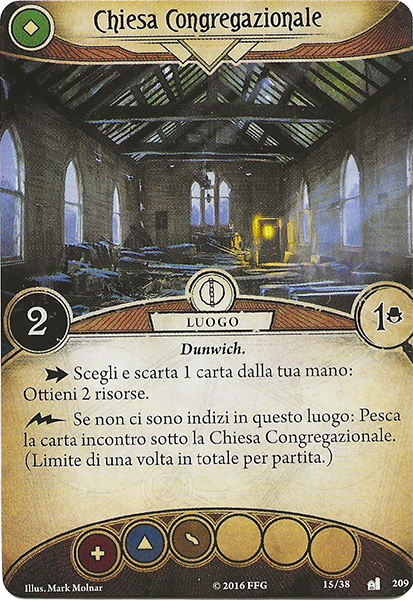 Chiesa Congregazionale
2
1
LUOGO
Dunwich.
Scegli e scarta 1 carta dalla tua mano:
Ottieni 2 risorse.
Se non ci sono indizi in questo luogo: Pesca
la carta incontro sotto la Chiesa Congregazionale.
(Limite di una volta in totale per partita.)
Illus. Mark Molnar
© 2016 FFG
15/38
209